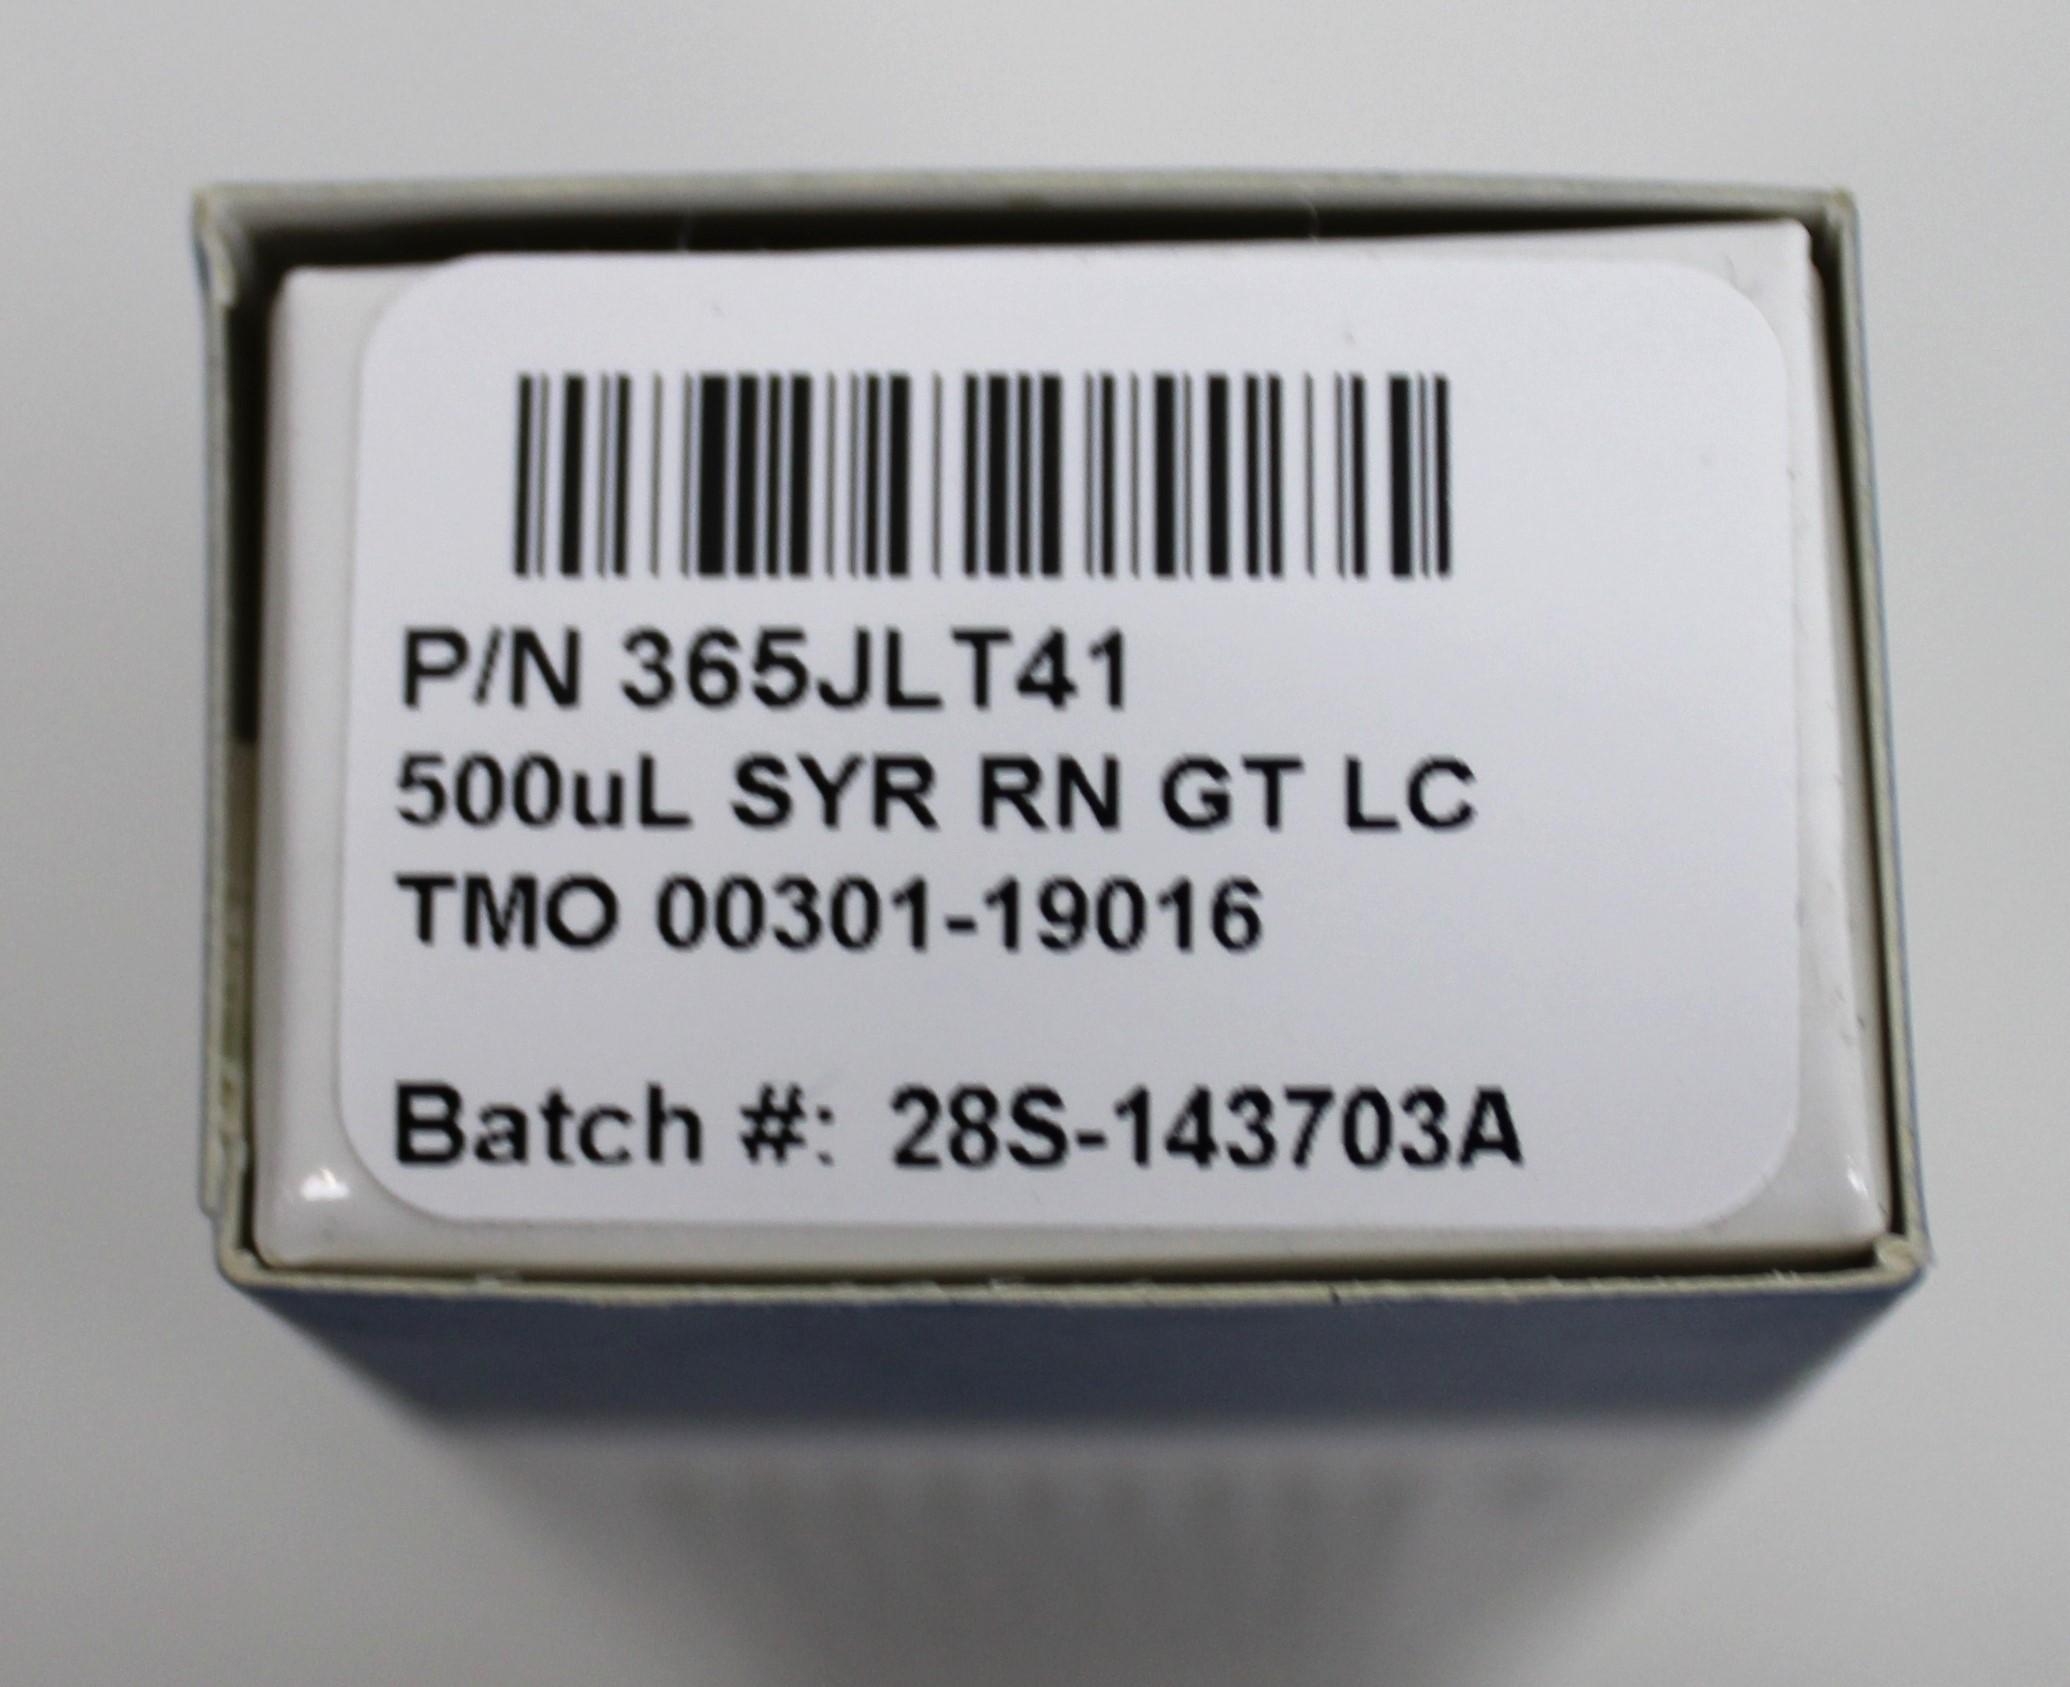 P/N 365JLT41
500uL SYR RN GT LC
TMO 00301-19016
Batch #: 28S-143703A